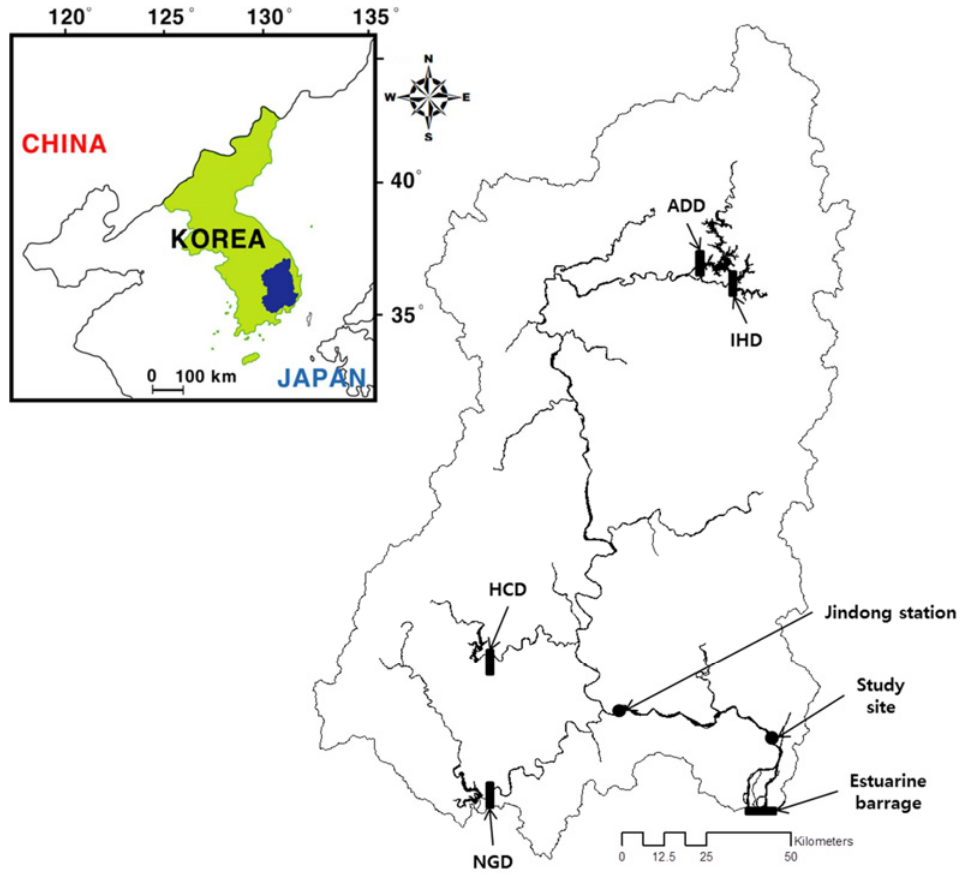 120° 125° 130° 135°
N
W E
S
CHINA
40°
ADD
KOREA
35°
IHD
0 100 km
JAPAN
HCD
Jindong station
Study
site
Estuarine
barrage
Kilometers
0 12.5 25 50
NGD